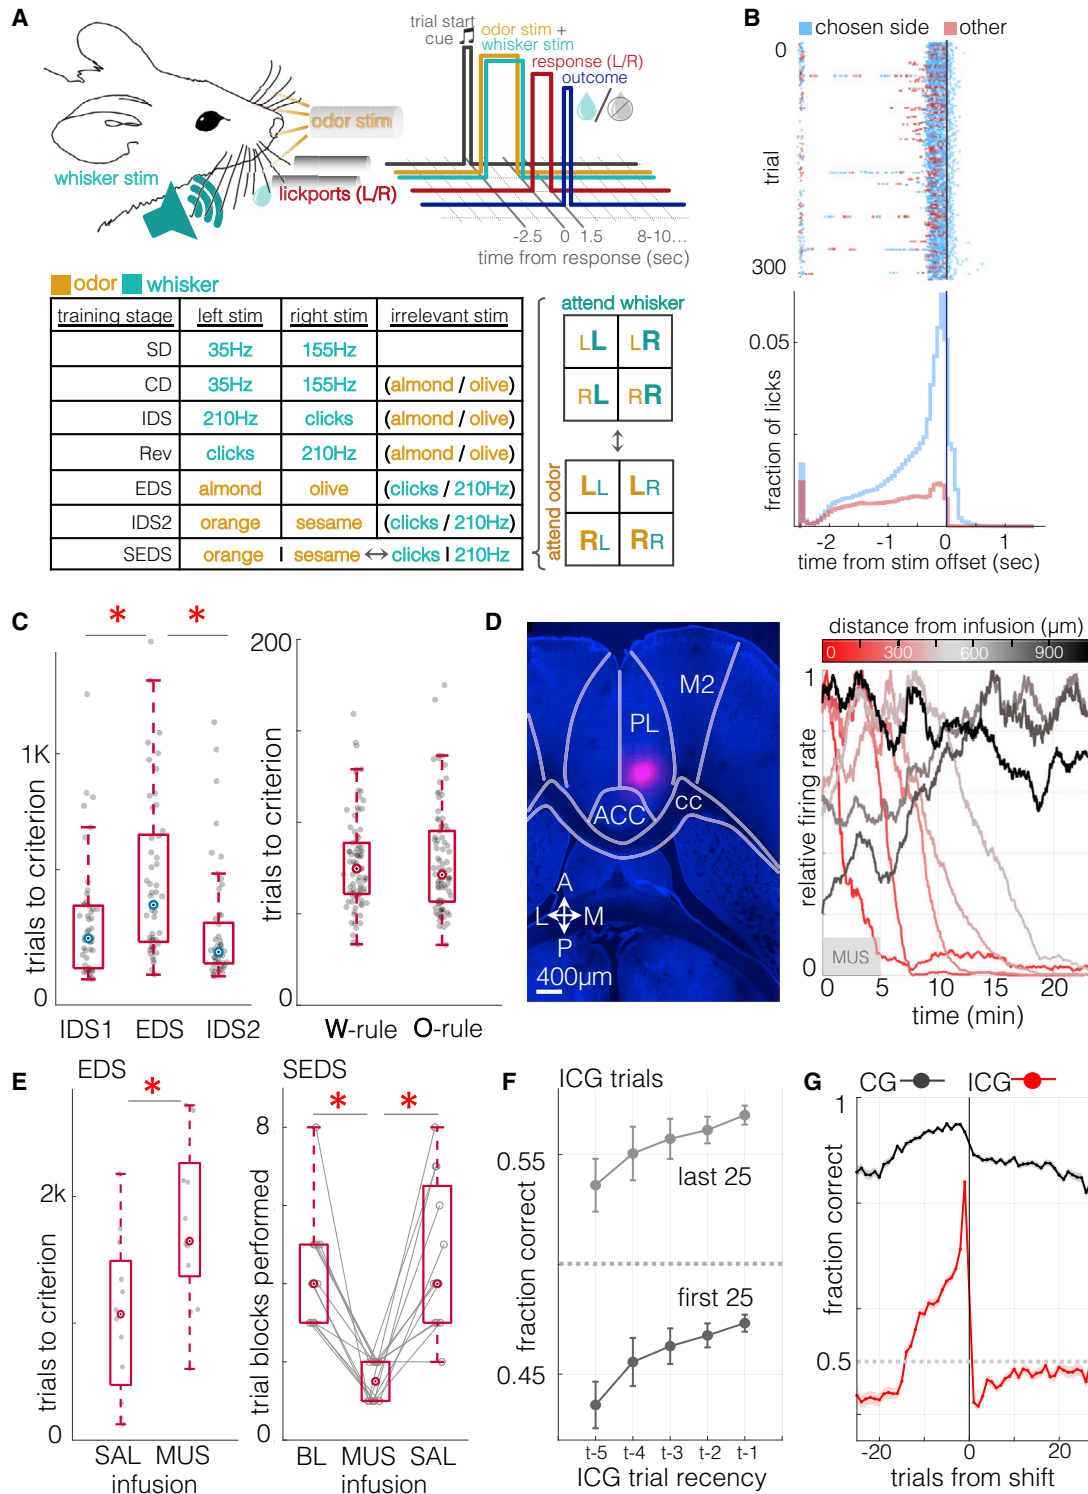 A
trial start
cue
odor stim +
whisker stim
response (L/R)
outcome
odor stim
whisker stim
lickports (L/R)
-2.5 0 1.5 8-10...
time from response (sec)
odor whisker
training stage left stim right stim irrelevant stim
SD 35Hz 155Hz
CD 35Hz 155Hz (almond / olive)
IDS 210Hz clicks (almond / olive)
Rev clicks 210Hz (almond / olive)
EDS almond olive (clicks / 210Hz)
IDS2 orange sesame (clicks / 210Hz)
SEDS orange | sesame ↔ clicks | 210Hz
attend whisker
LL LR
RL RR
attend odor
LL LR
RL RR
B
chosen side other
0
trial
300
0.05
fraction of licks
-2 -1 0 1
time from stim offset (sec)
C
1K
trials to criterion
0
IDS1 EDS IDS2
200
trials to criterion
0
W-rule O-rule
D
M2
PL
ACC
cc
A
L M
P
400µm
distance from infusion (µm)
0 300 600 900
1
relative firing rate
0
MUS
0 5 10 15 20
time (min)
E
EDS
2k
trials to criterion
0
SAL MUS
infusion
SEDS
8
trial blocks performed
0
BL MUS SAL
infusion
F
ICG trials
0.55
last 25
fraction correct
first 25
0.45
t-5 t-4 t-3 t-2 t-1
ICG trial recency
G
CG ICG
1
fraction correct
0.5
-20 0 20
trials from shift